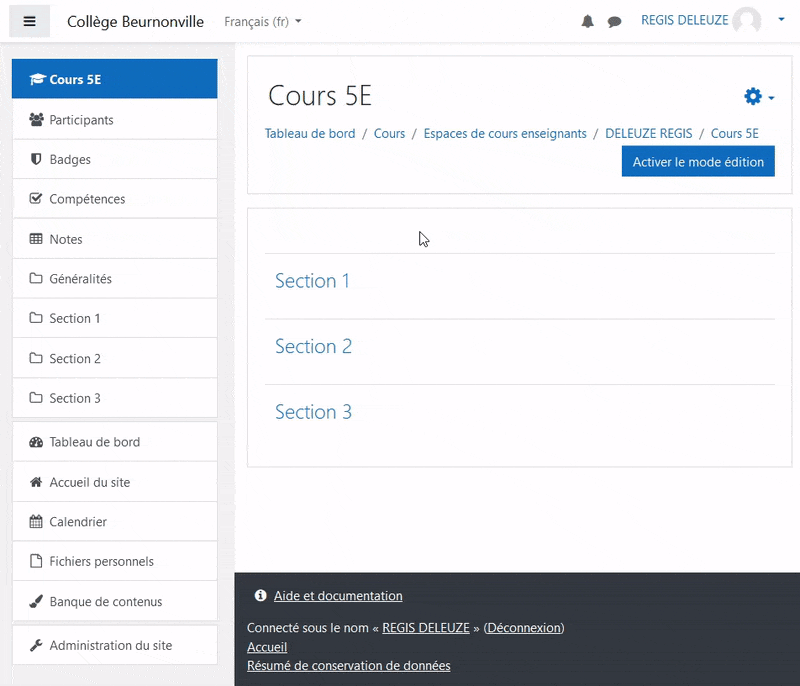 Collège Beurnonville Français (fr) REGIS DELEUZE
Cours 5E
Participants
Badges
Compétences
Notes
Généralités
Section 1
Section 2
Section 3
Tableau de bord
Accueil du site
Calendrier
Fichiers personnels
Banque de contenus
Administration du site
Cours 5E
Tableau de bord / Cours / Espaces de cours enseignants / DELEUZE REGIS / Cours 5E
Activer le mode édition
Section 1
Section 2
Section 3
Aide et documentation
Connecté sous le nom « REGIS DELEUZE » (Déconnexion)
Accueil
Résumé de conservation de données